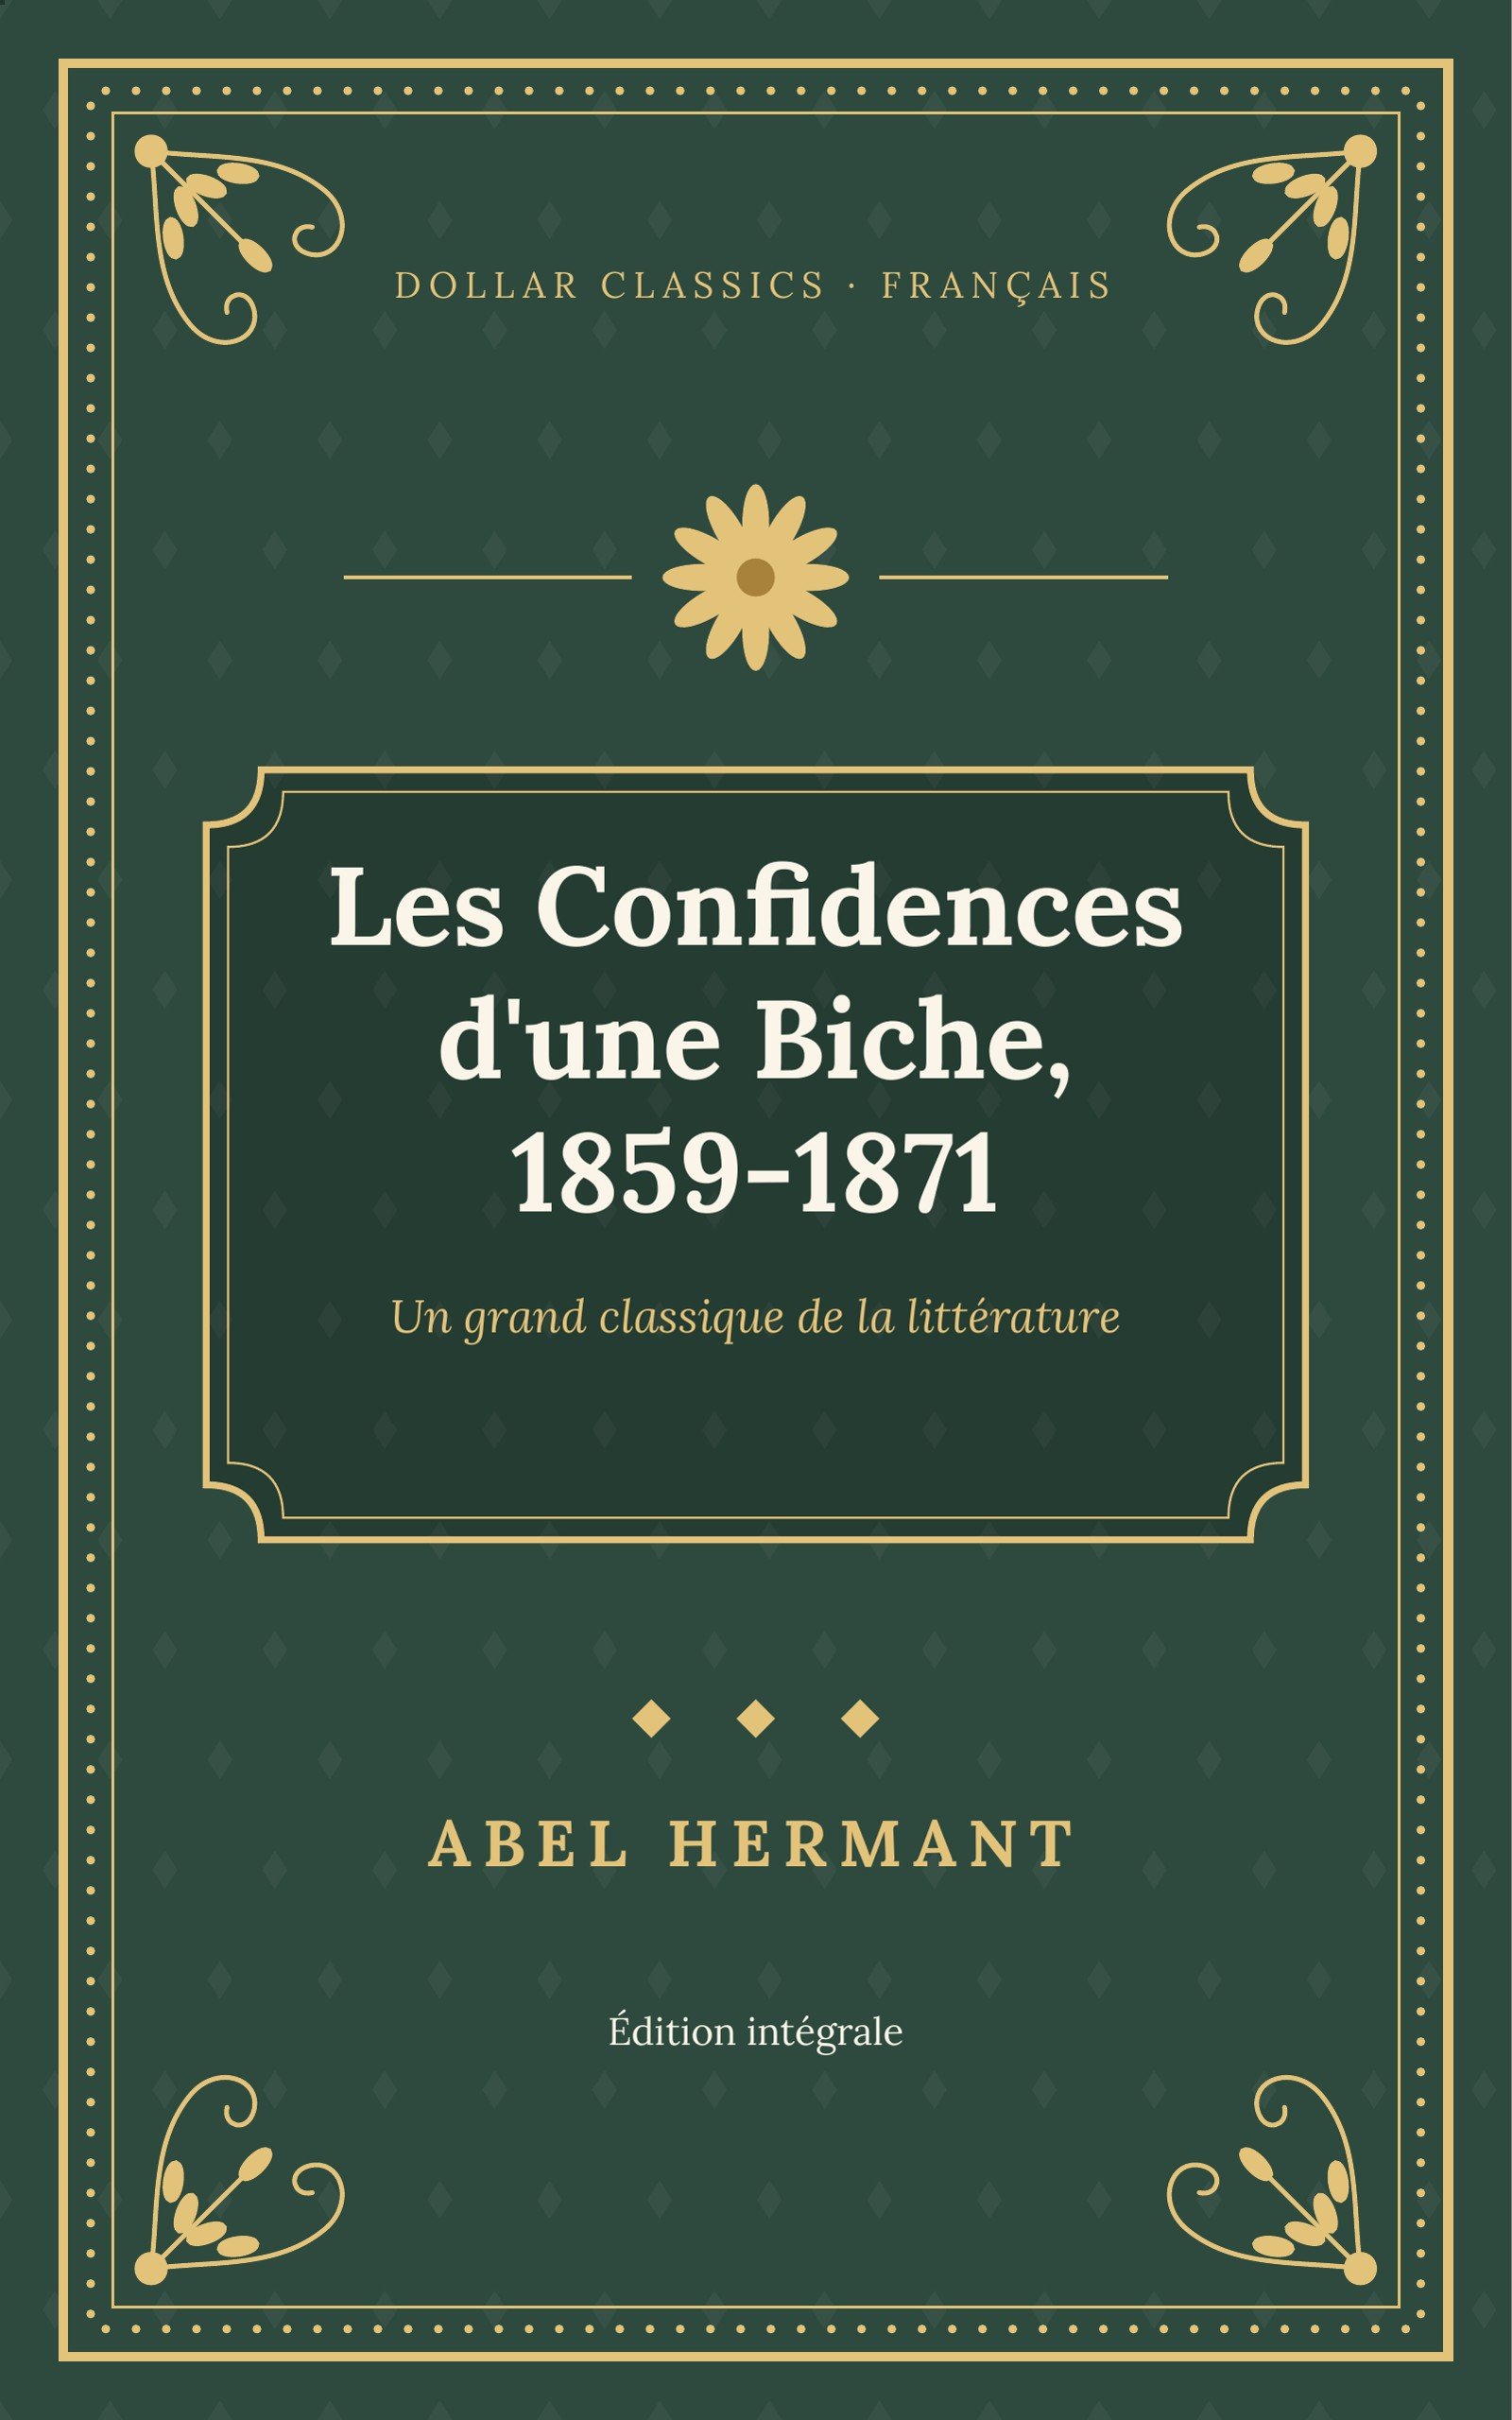 DOLLAR CLASSICS · FRANÇAIS
Les Confidences
d'une Biche,
1859-1871
Un grand classique de la littérature
ABEL HERMANT
Édition intégrale